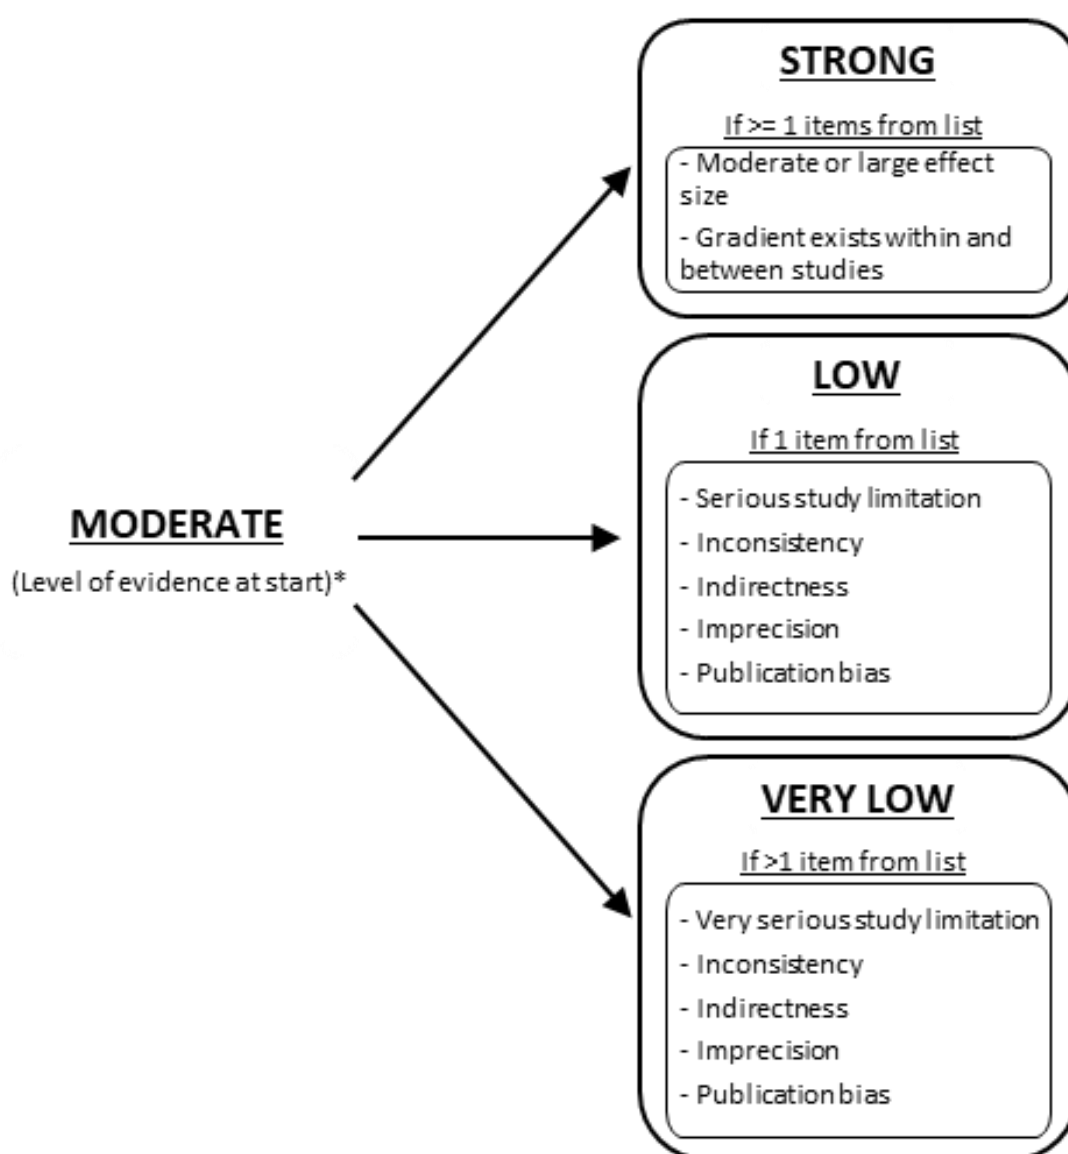 STRONG
If >= 1 items from list
- Moderate or large effect
size
- Gradient exists within and
between studies
LOW
If 1 item from list
- Serious study limitation
- Inconsistency
- Indirectness
- Imprecision
- Publication bias
MODERATE
(Level of evidence at start)*
VERY LOW
If >1 item from list
- Very serious study limitation
- Inconsistency
- Indirectness
- Imprecision
- Publication bias